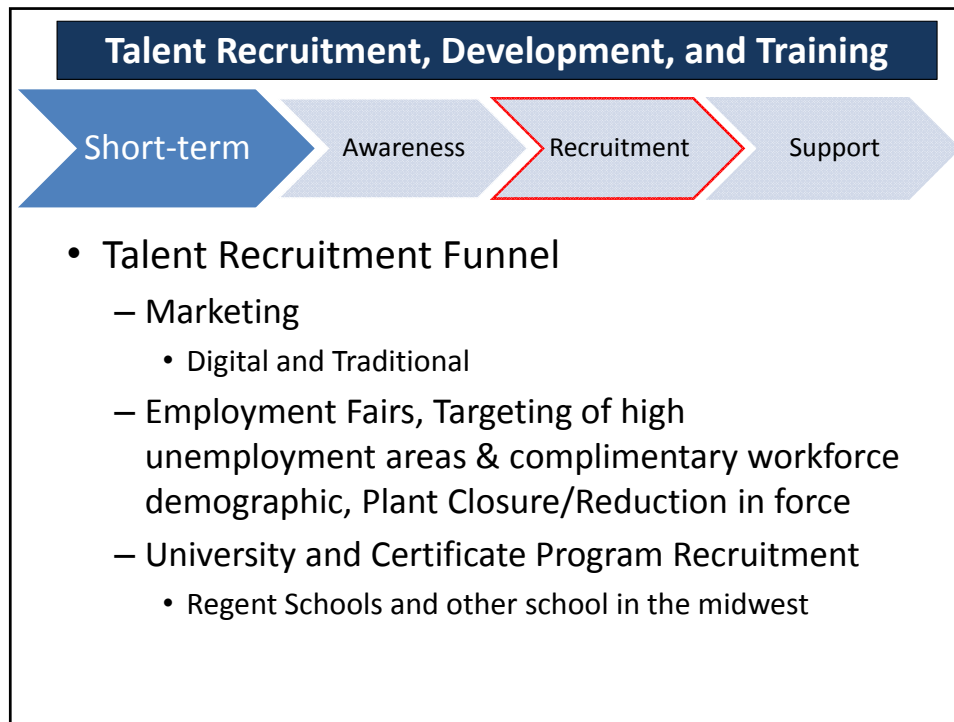 Talent Recruitment, Development, and Training
Short-term
Awareness
Recruitment
Support
• Talent Recruitment Funnel
– Marketing
• Digital and Traditional
– Employment Fairs, Targeting of high
unemployment areas & complimentary workforce
demographic, Plant Closure/Reduction in force
– University and Certificate Program Recruitment
• Regent Schools and other school in the midwest